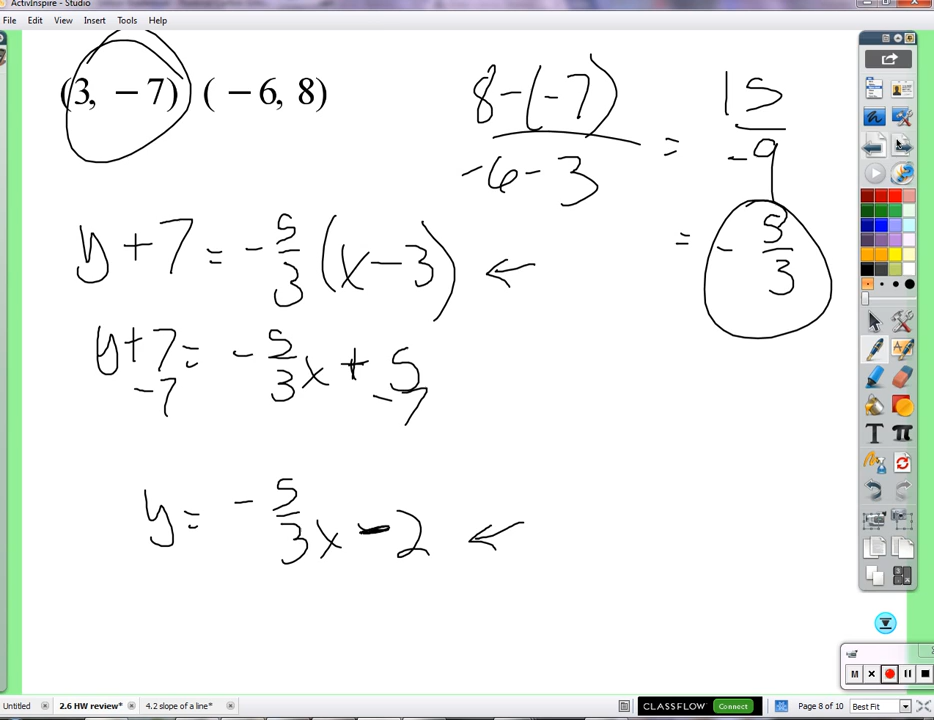 ActivInspire - Studio
File Edit View Insert Tools Help
(3, − 7) ( − 6, 8)
8-(-7)
-6-3
=
15
-9
= - 5/3
y+7 = -5/3 (x-3) ←
y+7 = -5/3x + 5
-7 -7
y = -5/3x - 2 ←
T π
M x
Untitled 2.6 HW review* 4.2 slope of a line* CLASSFLOW Connect Page 8 of 10 Best Fit